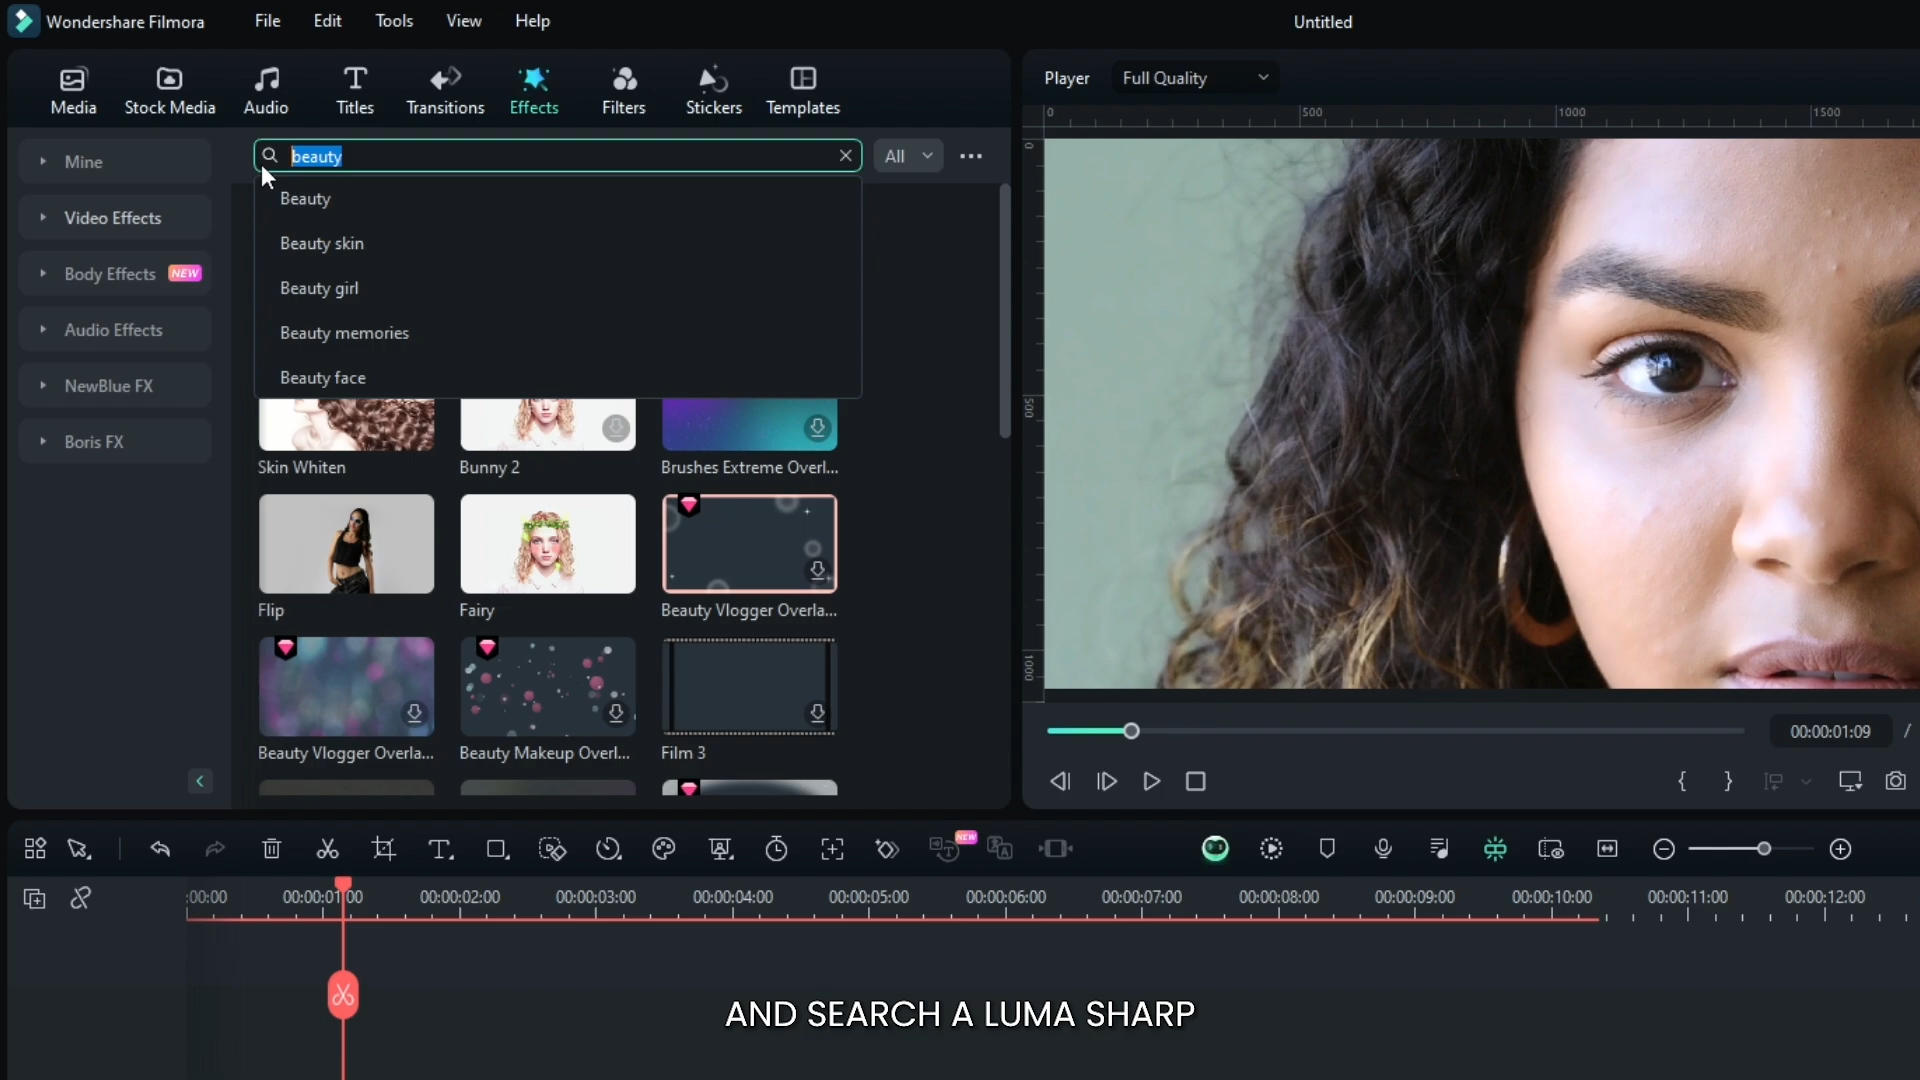 Wondershare Filmora
File
Edit
Tools
View
Help
Untitled
Media
Stock Media
Audio
Titles
Transitions
Effects
Filters
Stickers
Templates
Player
Full Quality
0
500
1000
1500
0
500
1000
Mine
Video Effects
Body Effects NEW
Audio Effects
NewBlue FX
Boris FX
beauty
All
Beauty
Beauty skin
Beauty girl
Beauty memories
Beauty face
Skin Whiten
Bunny 2
Brushes Extreme Overl...
Flip
Fairy
Beauty Vlogger Overla...
Beauty Vlogger Overla...
Beauty Makeup Overl...
Film 3
00:00:01:09 /
NEW
:00:00
00:00:01:00
00:00:02:00
00:00:03:00
00:00:04:00
00:00:05:00
00:00:06:00
00:00:07:00
00:00:08:00
00:00:09:00
00:00:10:00
00:00:11:00
00:00:12:00
AND SEARCH A LUMA SHARP